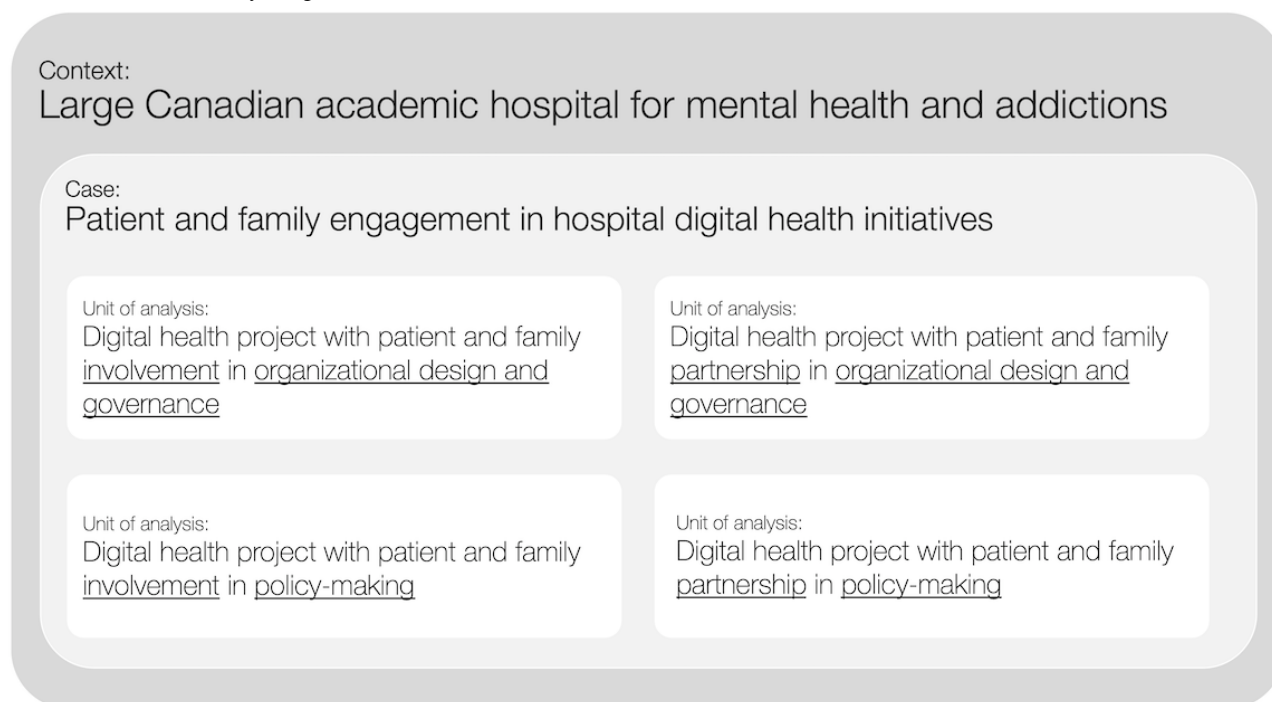 Context:
Large Canadian academic hospital for mental health and addictions
Case:
Patient and family engagement in hospital digital health initiatives
Unit of analysis:
Digital health project with patient and family
involvement in organizational design and
governance
Unit of analysis:
Digital health project with patient and family
partnership in organizational design and
governance
Unit of analysis:
Digital health project with patient and family
involvement in policy-making
Unit of analysis:
Digital health project with patient and family
partnership in policy-making